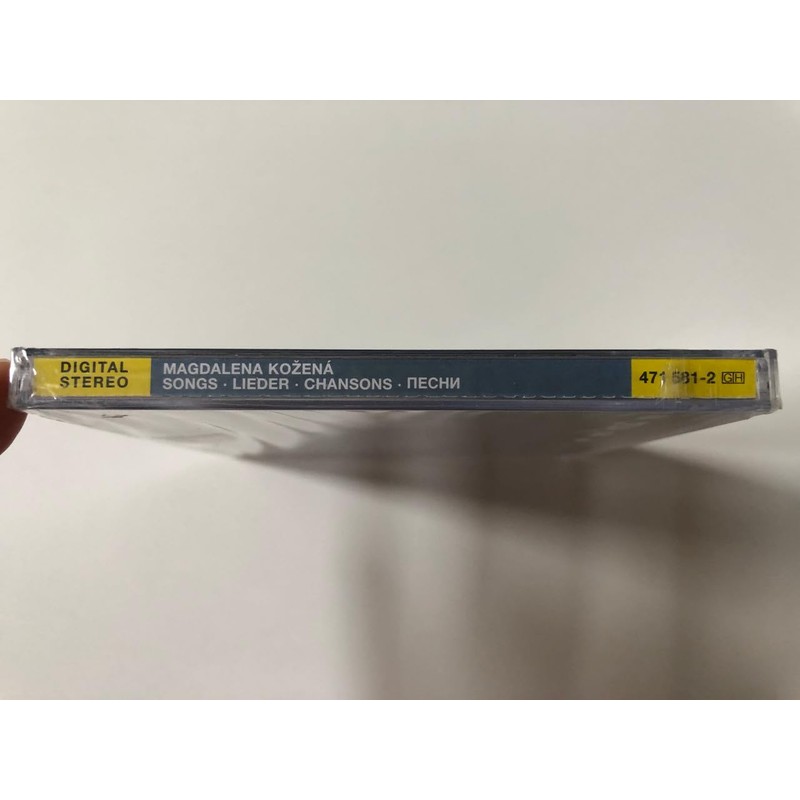 DIGITAL
STEREO
MAGDALENA KOŽENÁ
SONGS · LIEDER · CHANSONS · ПЕСНИ
471 581-2 GH